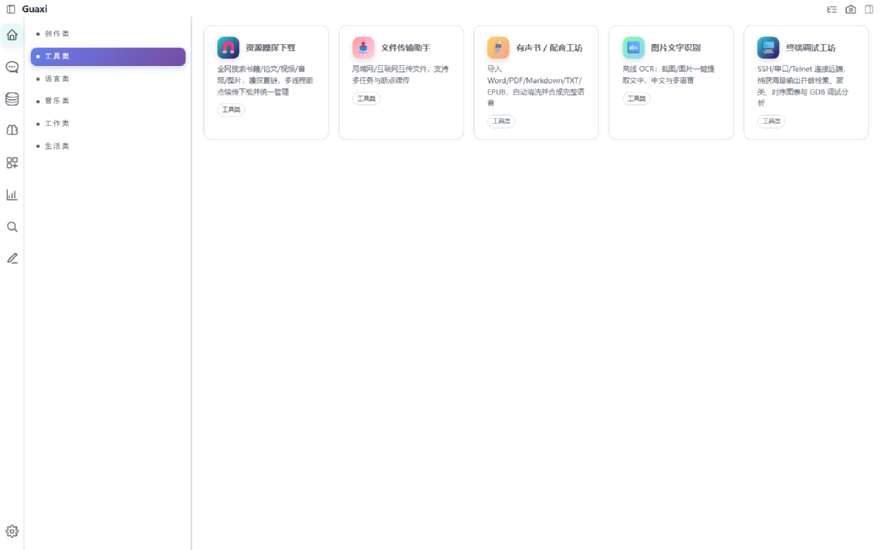 Guaxi
创作类
工具类
语言类
音乐类
工作类
生活类
资源嗅探下载
全网搜索书籍/论文/视频/音
频/图片，嗅探直链，多线程断
点续传下载并统一管理
工具类
文件传输助手
局域网/互联网互传文件，支持
多任务与断点续传
工具类
有声书 / 配音工坊
导入
Word/PDF/Markdown/TXT/
EPUB，自动清洗并合成完整语
音
工具类
图片文字识别
离线 OCR：截图/图片一键提
取文字，中文与多语言
工具类
终端调试工坊
SSH/串口/Telnet 连接远端，
捕获海量输出并做检索、聚
类、时序图表与 GDB 调试分
析
工具类